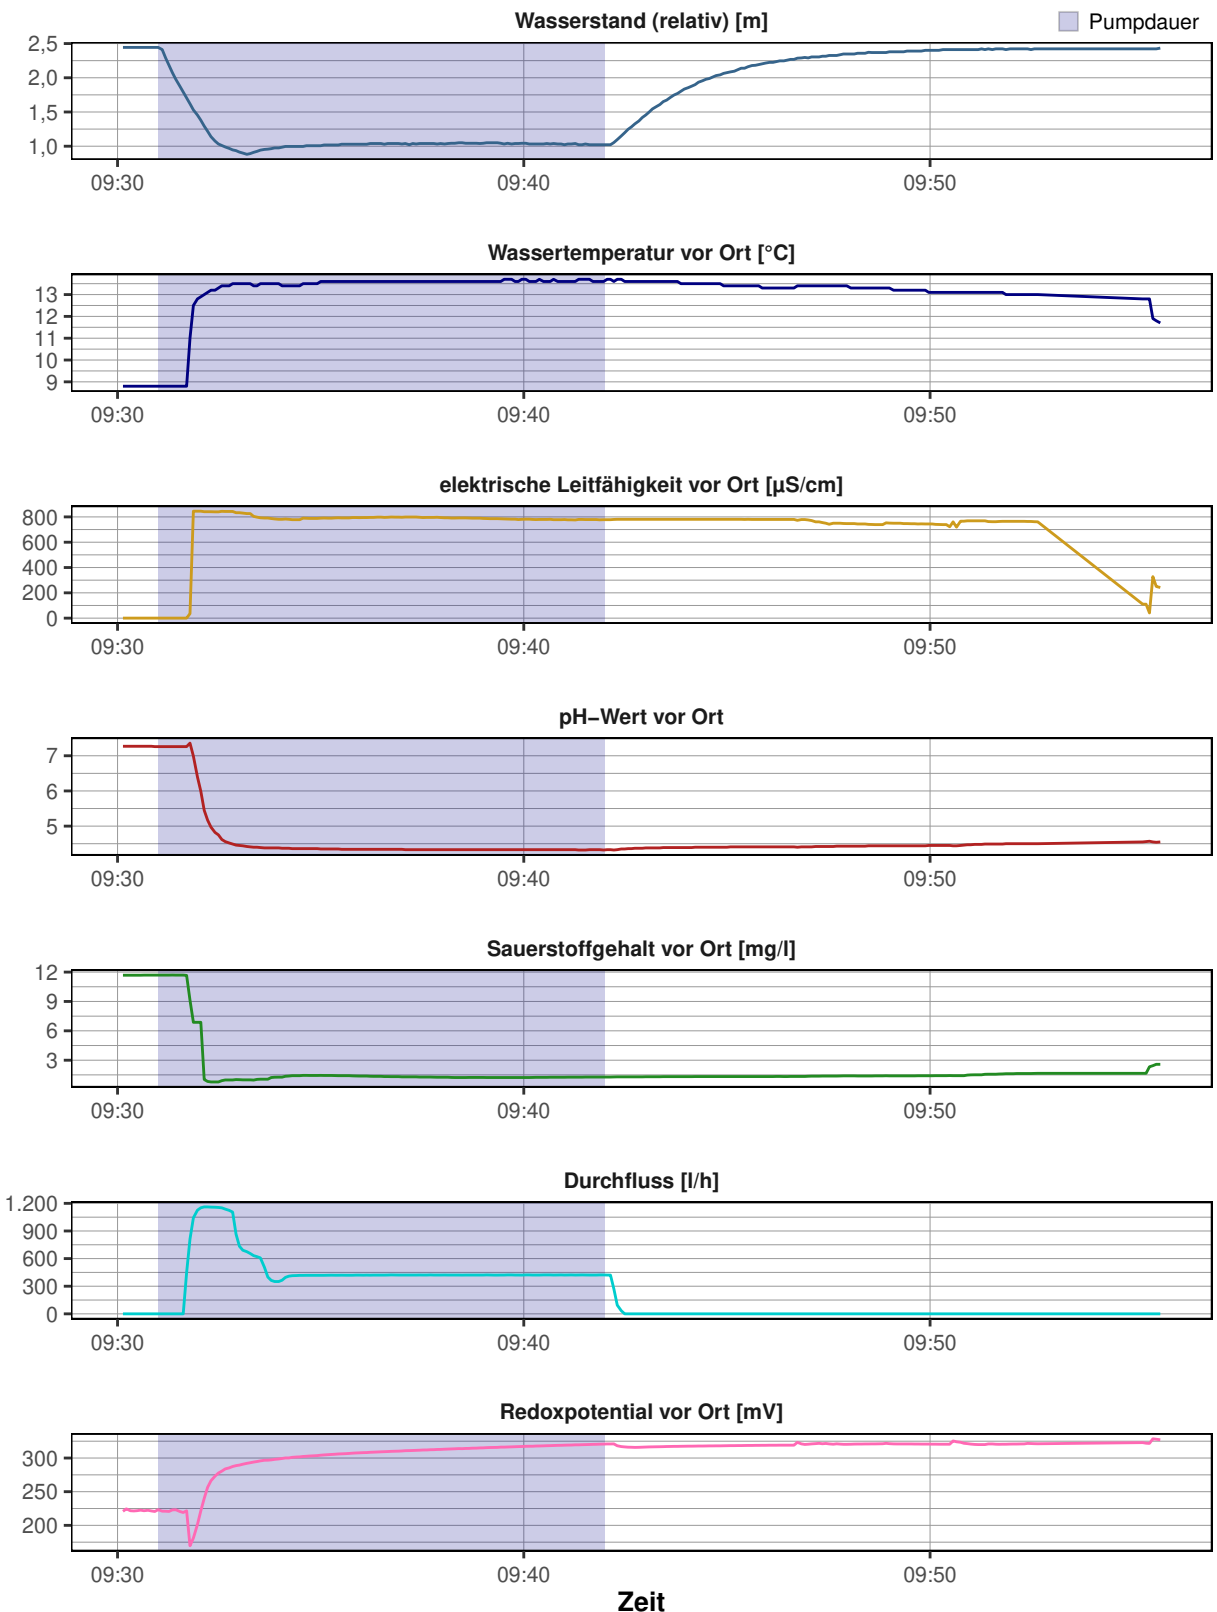 Wasserstand (relativ) [m]
Pumpdauer
2,5
2,0
1,5
1,0
09:30 09:40 09:50
Wassertemperatur vor Ort [°C]
13
12
11
10
9
09:30 09:40 09:50
elektrische Leitfähigkeit vor Ort [µS/cm]
800
600
400
200
0
09:30 09:40 09:50
pH−Wert vor Ort
7
6
5
09:30 09:40 09:50
Sauerstoffgehalt vor Ort [mg/l]
12
9
6
3
09:30 09:40 09:50
Durchfluss [l/h]
1.200
900
600
300
0
09:30 09:40 09:50
Redoxpotential vor Ort [mV]
300
250
200
09:30 09:40 09:50
Zeit